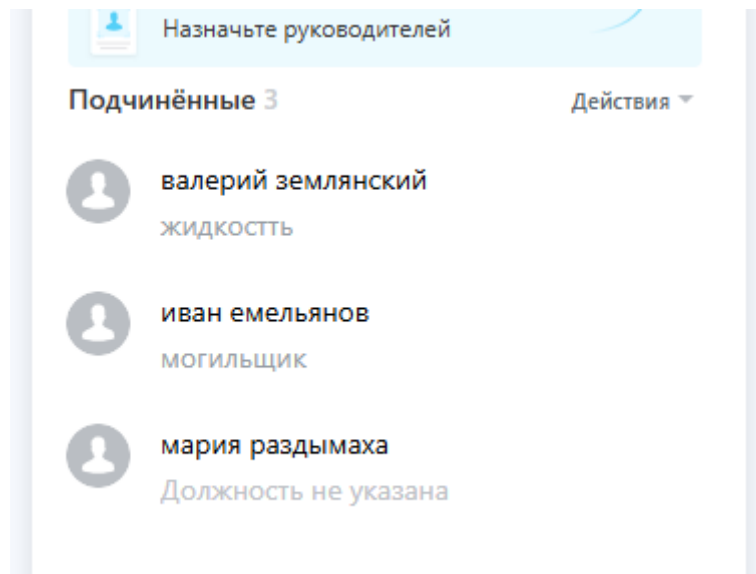 Назначьте руководителей
Подчинённые 3 Действия
валерий землянский
жидкостть
иван емельянов
могильщик
мария раздымаха
Должность не указана